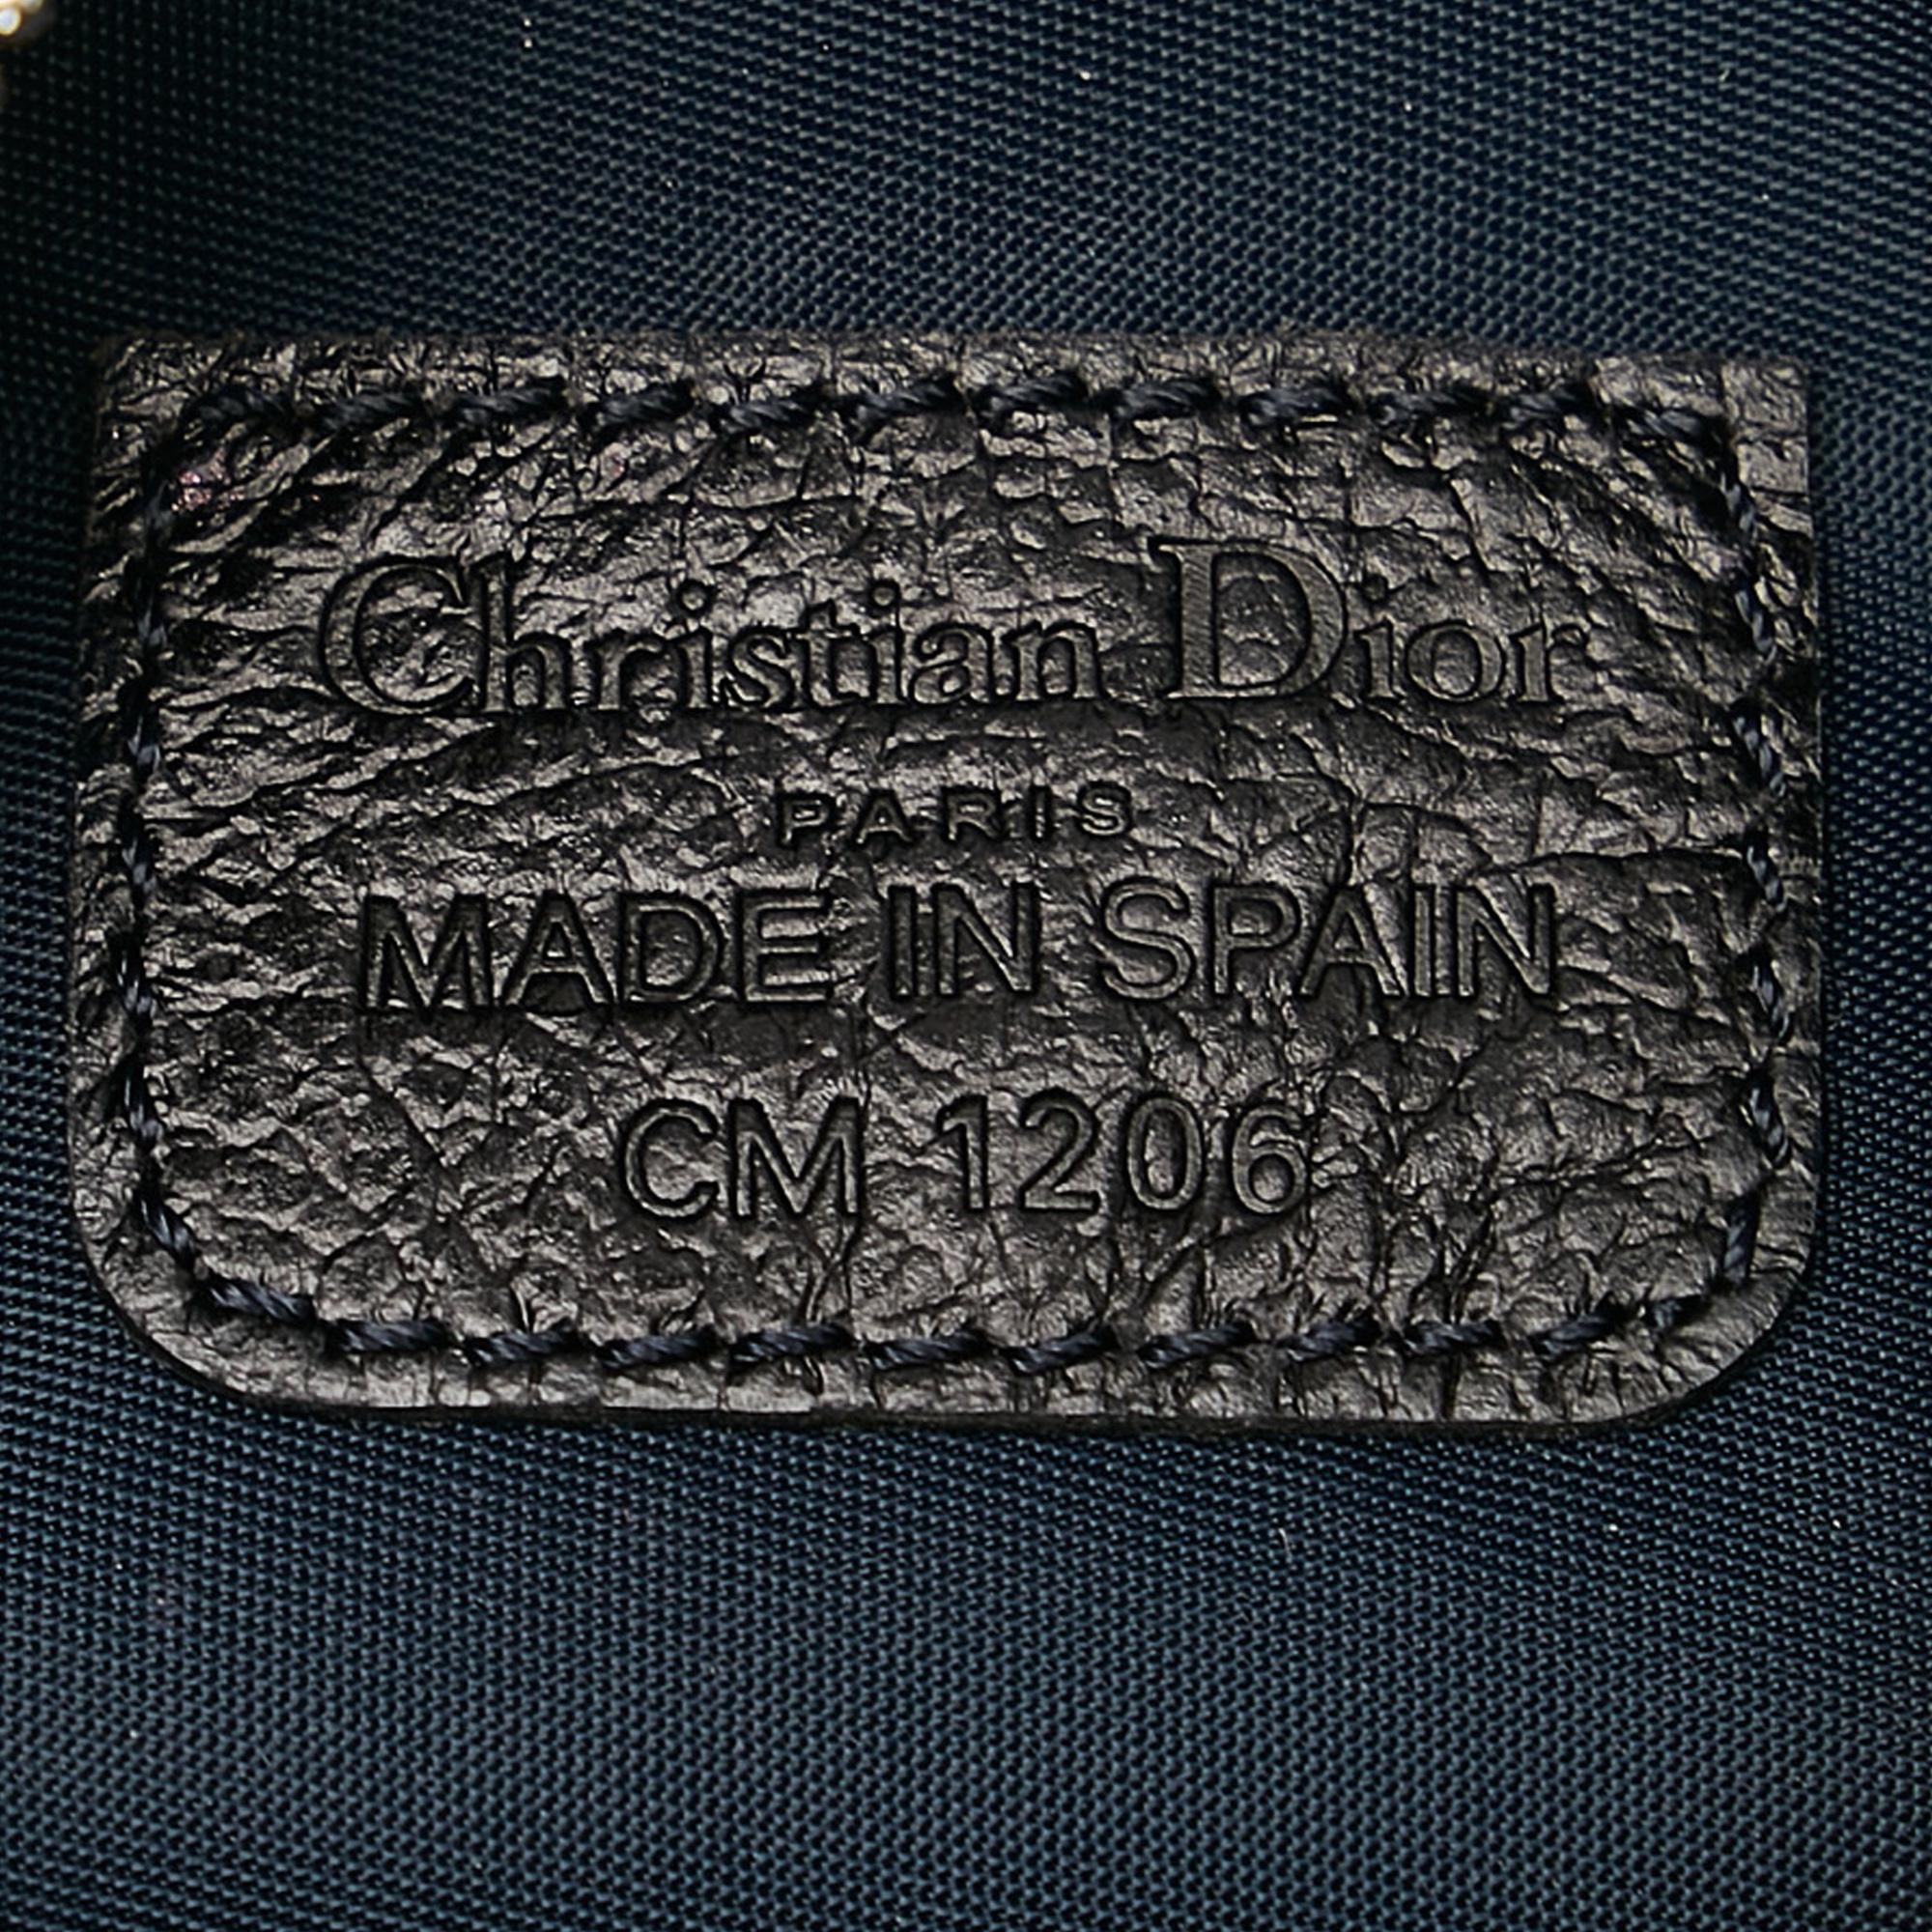 Christian Dior
PARIS
MADE IN SPAIN
CM 1206